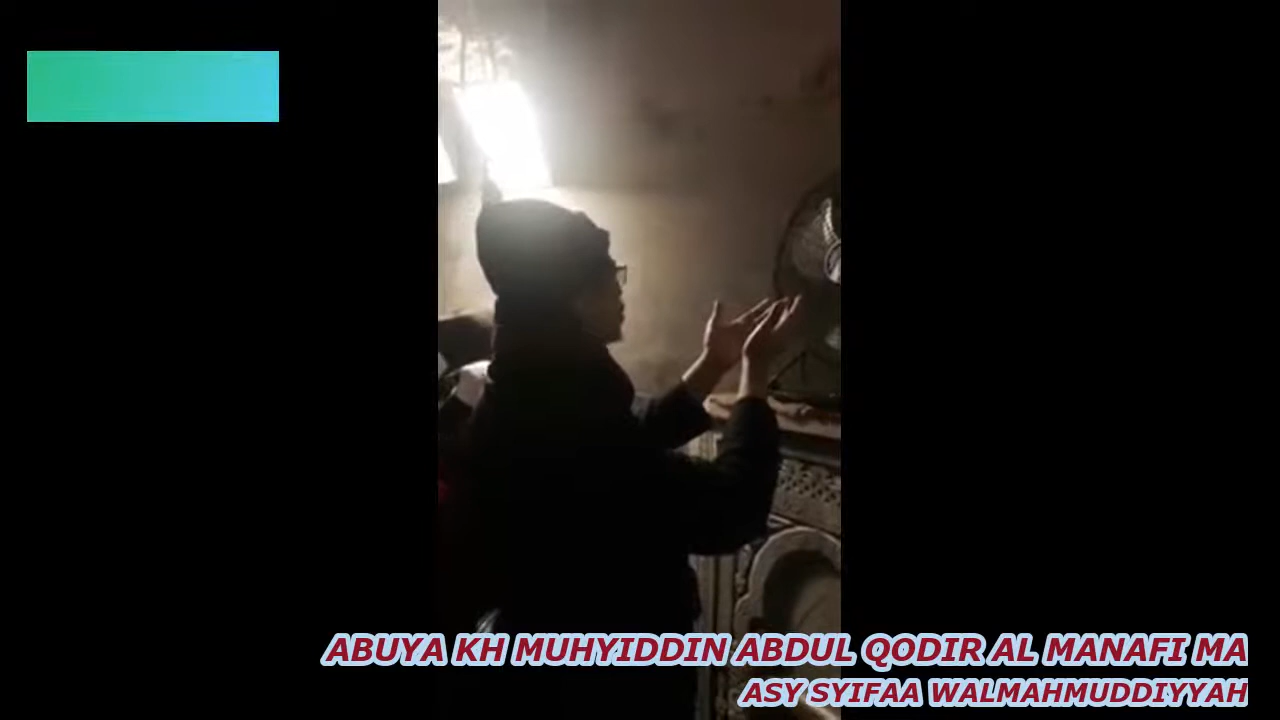 ABUYA KH MUHYIDDIN ABDUL QODIR AL MANAFI MA
ASY SYIFAA WALMAHMUDDIYYAH